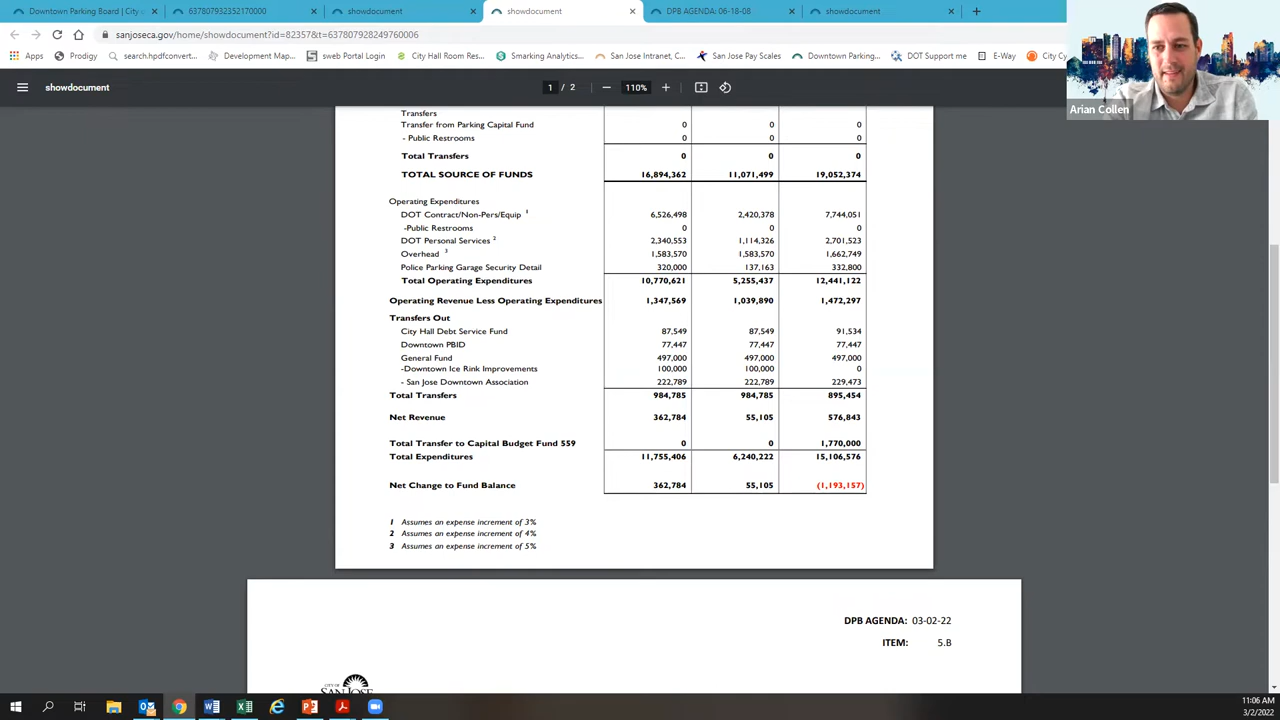 Downtown Parking Board | City o
637807932352170000
showdocument
showdocument
DPB AGENDA: 06-18-08
showdocument
sanjoseca.gov/home/showdocument?id=82357&t=637807928249760006
Apps
Prodigy
search.hpdfconvert...
Development Map...
sweb Portal Login
City Hall Room Res...
Smarking Analytics...
San Jose Intranet, C...
San Jose Pay Scales
Downtown Parking...
DOT Support me
E-Way
City Cy
Arian Collen
showdocument
1 / 2
110%
Transfers
Transfer from Parking Capital Fund 0 0 0
- Public Restrooms 0 0 0
Total Transfers 0 0 0
TOTAL SOURCE OF FUNDS 16,894,362 11,071,499 19,052,374
Operating Expenditures
DOT Contract/Non-Pers/Equip 1 6,526,498 2,420,378 7,744,051
-Public Restrooms 0 0 0
DOT Personal Services 2 2,340,553 1,114,326 2,701,523
Overhead 3 1,583,570 1,583,570 1,662,749
Police Parking Garage Security Detail 320,000 137,163 332,800
Total Operating Expenditures 10,770,621 5,255,437 12,441,122
Operating Revenue Less Operating Expenditures 1,347,569 1,039,890 1,472,297
Transfers Out
City Hall Debt Service Fund 87,549 87,549 91,534
Downtown PBID 77,447 77,447 77,447
General Fund 497,000 497,000 497,000
-Downtown Ice Rink Improvements 100,000 100,000 0
- San Jose Downtown Association 222,789 222,789 229,473
Total Transfers 984,785 984,785 895,454
Net Revenue 362,784 55,105 576,843
Total Transfer to Capital Budget Fund 559 0 0 1,770,000
Total Expenditures 11,755,406 6,240,222 15,106,576
Net Change to Fund Balance 362,784 55,105 (1,193,157)
1 Assumes an expense increment of 3%
2 Assumes an expense increment of 4%
3 Assumes an expense increment of 5%
DPB AGENDA: 03-02-22
ITEM: 5.B
CITY OF
SAN JOSE
11:06 AM
3/2/2022